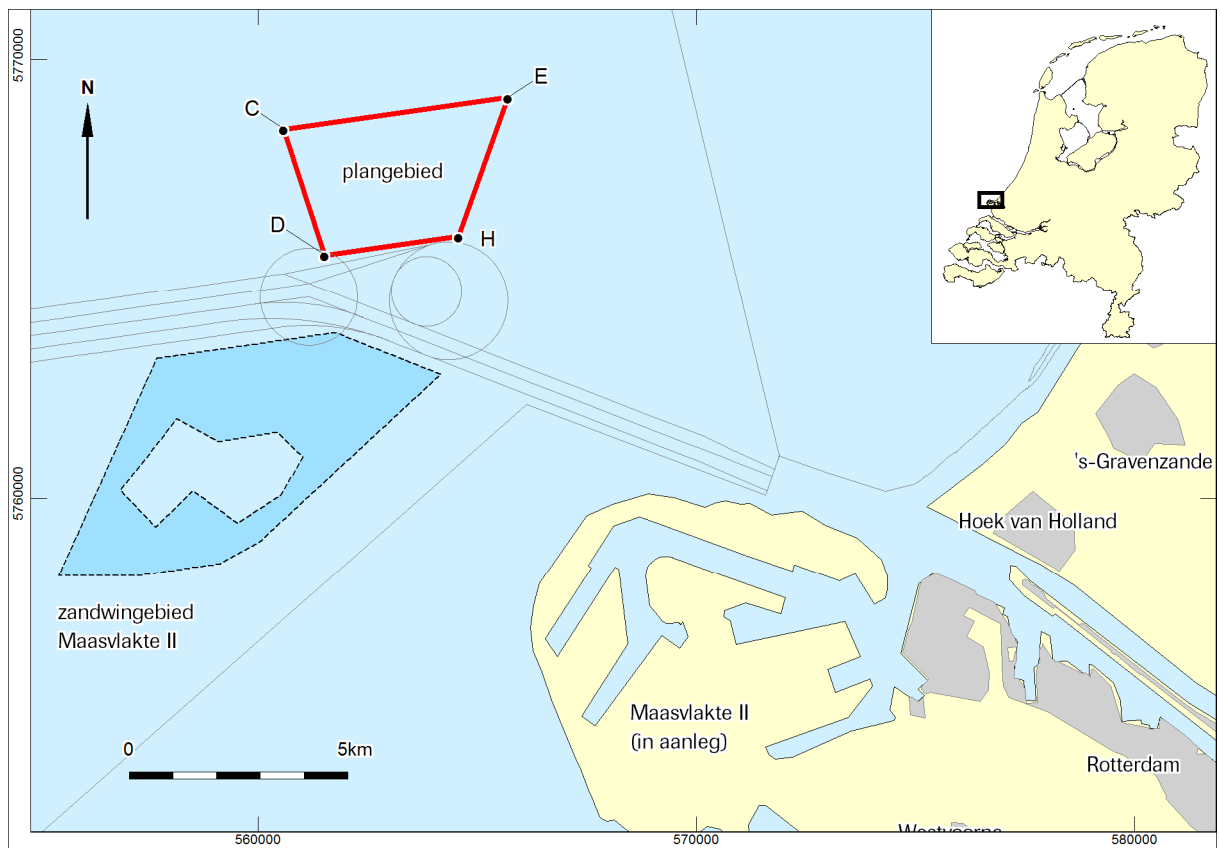 5770000
N
C
E
plangebied
D
H
5760000
's-Gravenzande
Hoek van Holland
zandwingebied
Maasvlakte II
Maasvlakte II
(in aanleg)
0 5km
Rotterdam
Westvoorne
560000 570000 580000